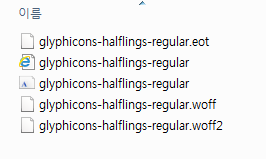 이름
glyphicons-halflings-regular.eot
glyphicons-halflings-regular
glyphicons-halflings-regular
glyphicons-halflings-regular.woff
glyphicons-halflings-regular.woff2